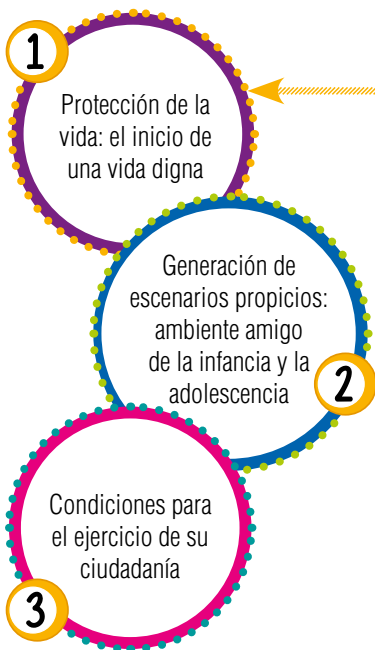 1
Protección de la
vida: el inicio de
una vida digna
Generación de
escenarios propicios:
ambiente amigo
de la infancia y la
adolescencia
2
Condiciones para
el ejercicio de su
ciudadanía
3